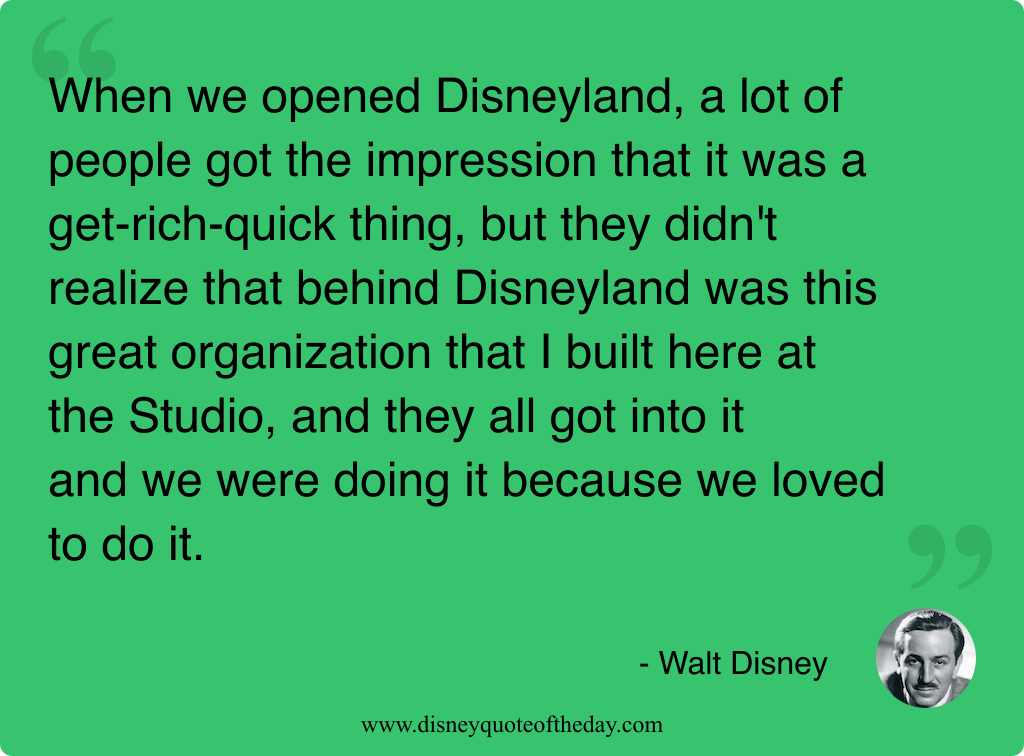 When we opened Disneyland, a lot of
people got the impression that it was a
get-rich-quick thing, but they didn't
realize that behind Disneyland was this
great organization that I built here at
the Studio, and they all got into it
and we were doing it because we loved
to do it.
- Walt Disney
www.disneyquoteoftheday.com